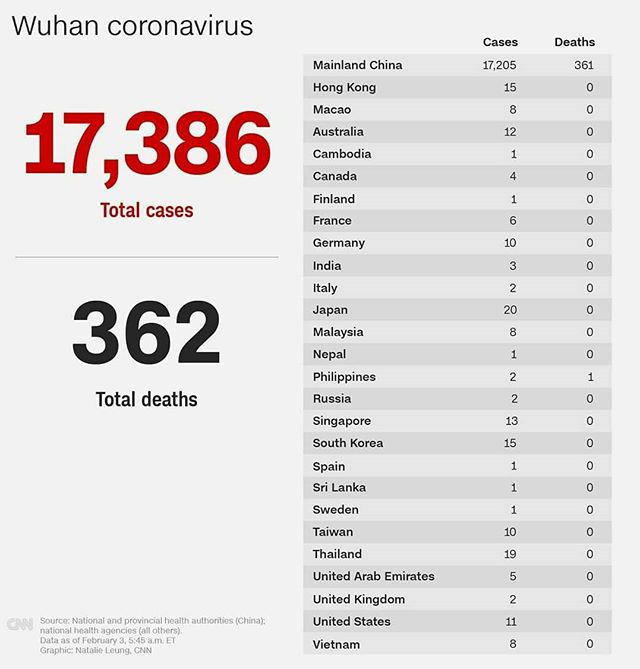 Wuhan coronavirus
17,386
Total cases
362
Total deaths
Cases Deaths
Mainland China 17,205 361
Hong Kong 15 0
Macao 8 0
Australia 12 0
Cambodia 1 0
Canada 4 0
Finland 1 0
France 6 0
Germany 10 0
India 3 0
Italy 2 0
Japan 20 0
Malaysia 8 0
Nepal 1 0
Philippines 2 1
Russia 2 0
Singapore 13 0
South Korea 15 0
Spain 1 0
Sri Lanka 1 0
Sweden 1 0
Taiwan 10 0
Thailand 19 0
United Arab Emirates 5 0
United Kingdom 2 0
United States 11 0
Vietnam 8 0
CNN
Source: National and provincial health authorities (China);
national health agencies (all others).
Data as of February 3, 5:45 a.m. ET
Graphic: Natalie Leung, CNN